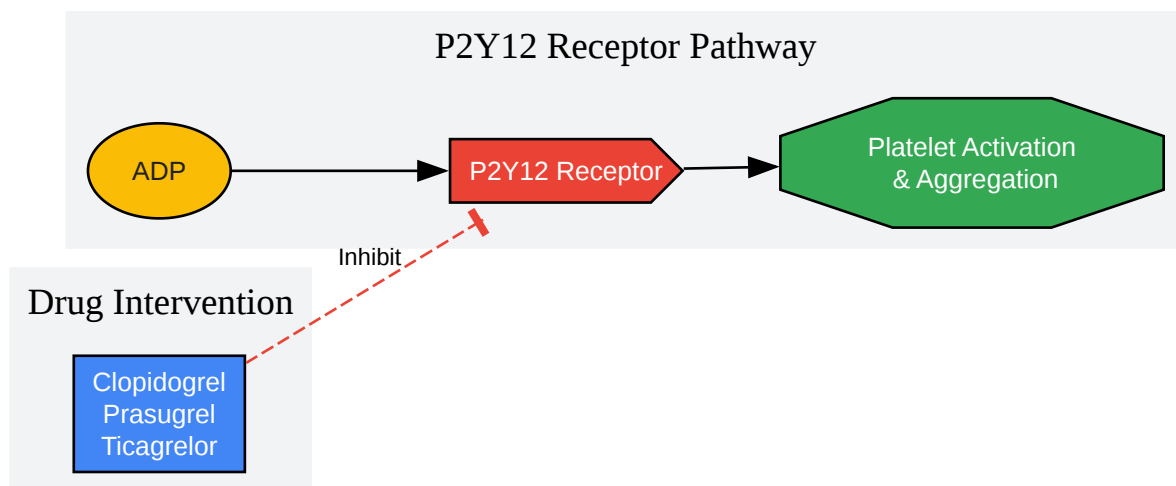 P2Y12 Receptor Pathway
ADP
P2Y12 Receptor
Platelet Activation
& Aggregation
Inhibit
Drug Intervention
Clopidogrel
Prasugrel
Ticagrelor